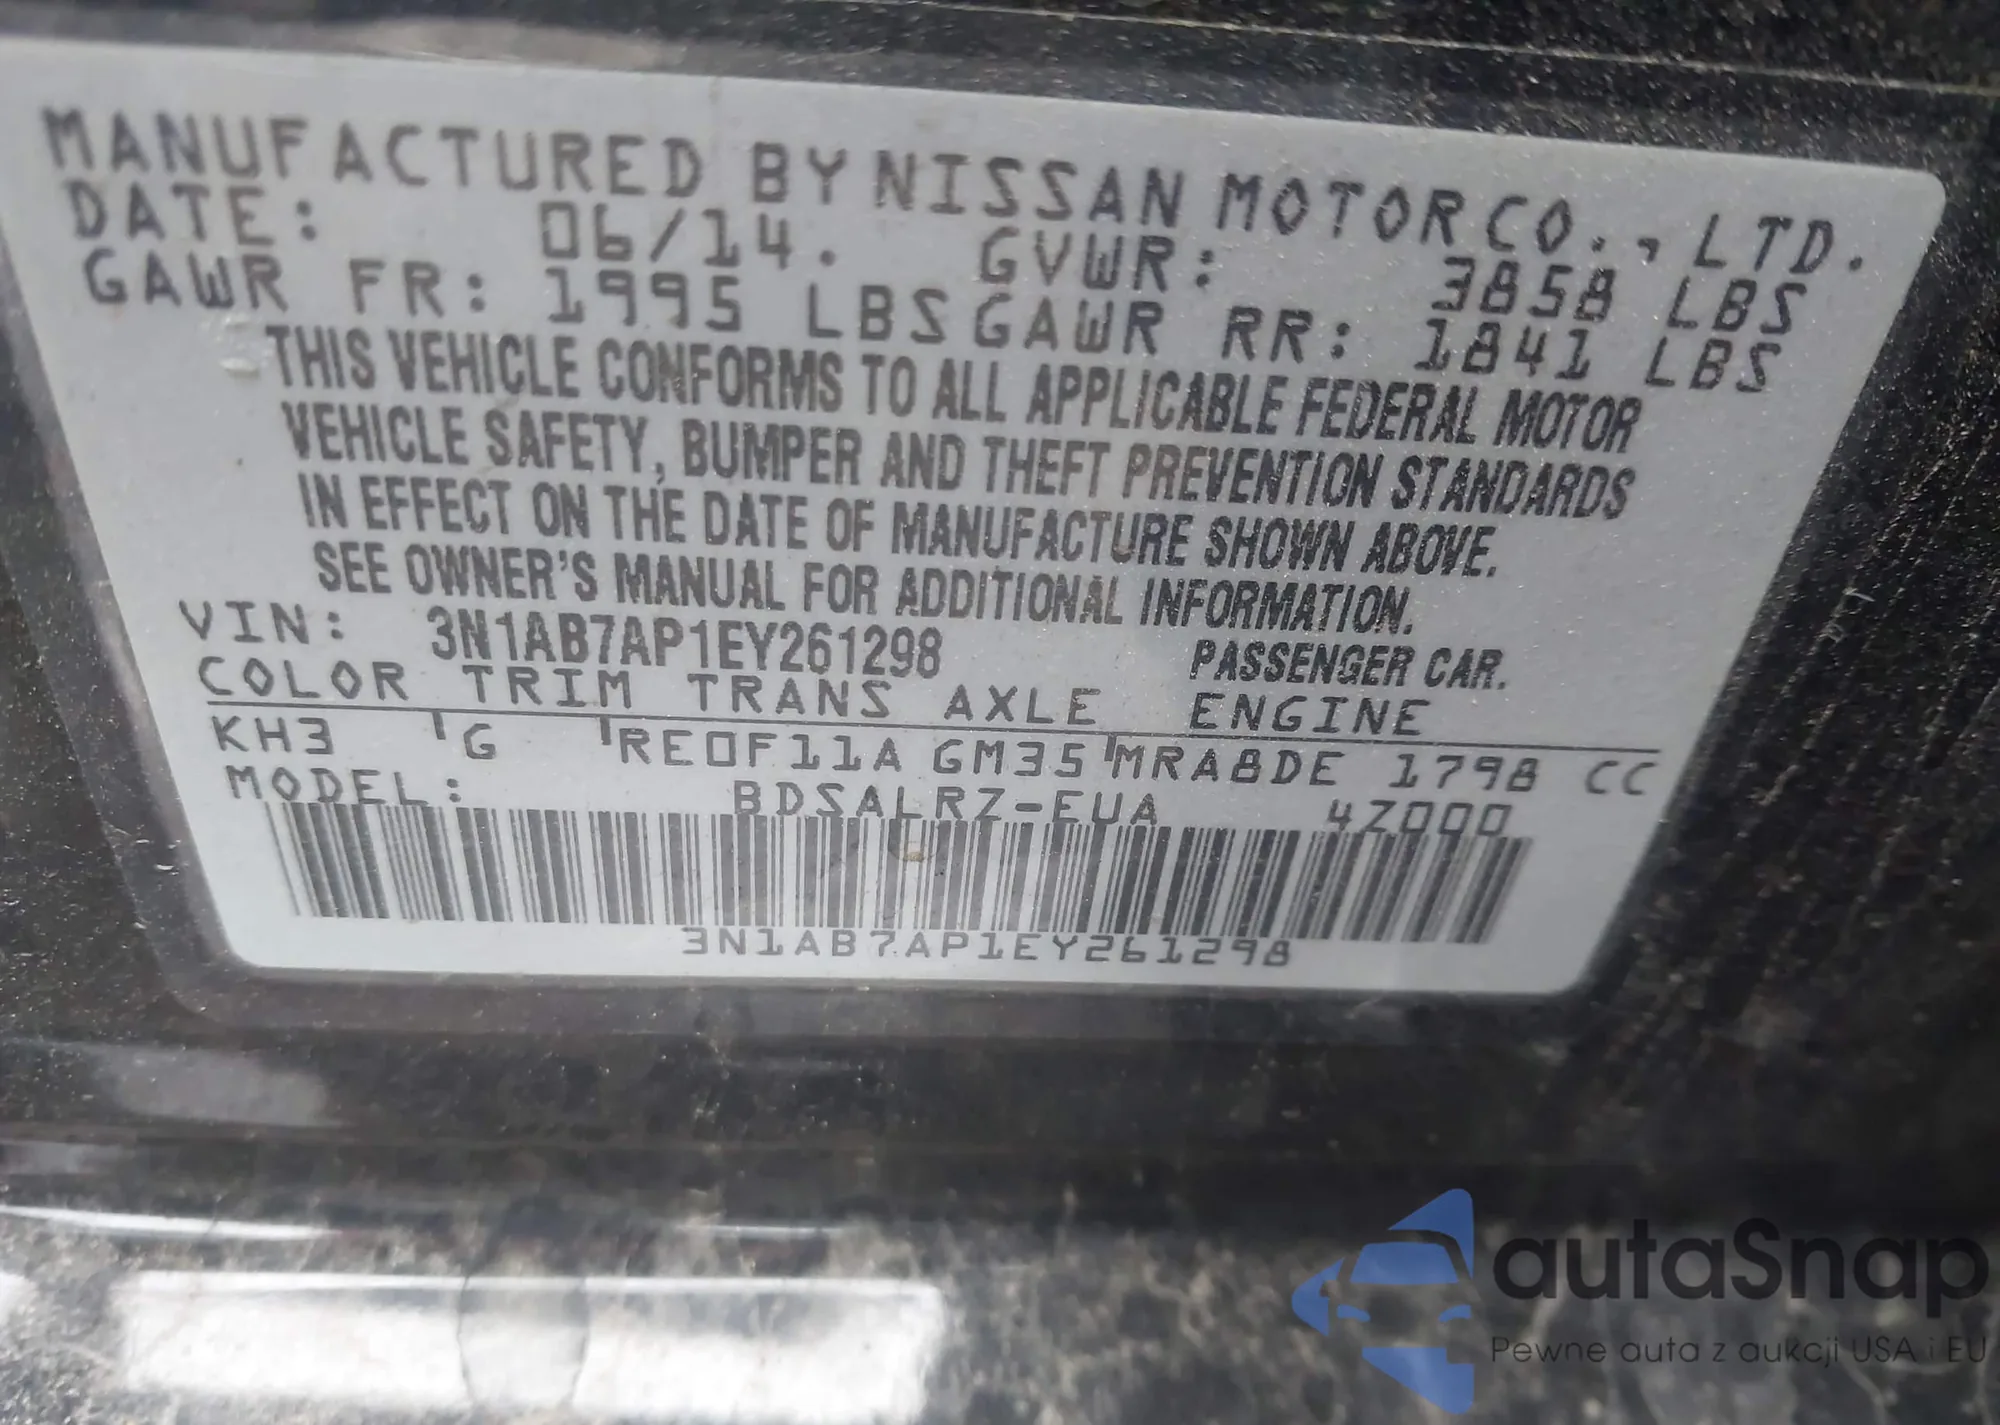 MANUFACTURED BY NISSAN MOTOR CO., LTD.
DATE: 06/14. GVWR: 3858 LBS
GAWR FR: 1995 LBS GAWR RR: 1841 LBS
THIS VEHICLE CONFORMS TO ALL APPLICABLE FEDERAL MOTOR
VEHICLE SAFETY, BUMPER AND THEFT PREVENTION STANDARDS
IN EFFECT ON THE DATE OF MANUFACTURE SHOWN ABOVE.
SEE OWNER'S MANUAL FOR ADDITIONAL INFORMATION.
VIN: 3N1AB7AP1EY261298 PASSENGER CAR.
COLOR TRIM TRANS AXLE ENGINE
KH3 G RE0F11A GM35 MRA8DE 1798 CC
MODEL: BDSALRZ-EUA 4Z000
3N1AB7AP1EY261298
autaSnap
Pewne auta z aukcji USA i EU